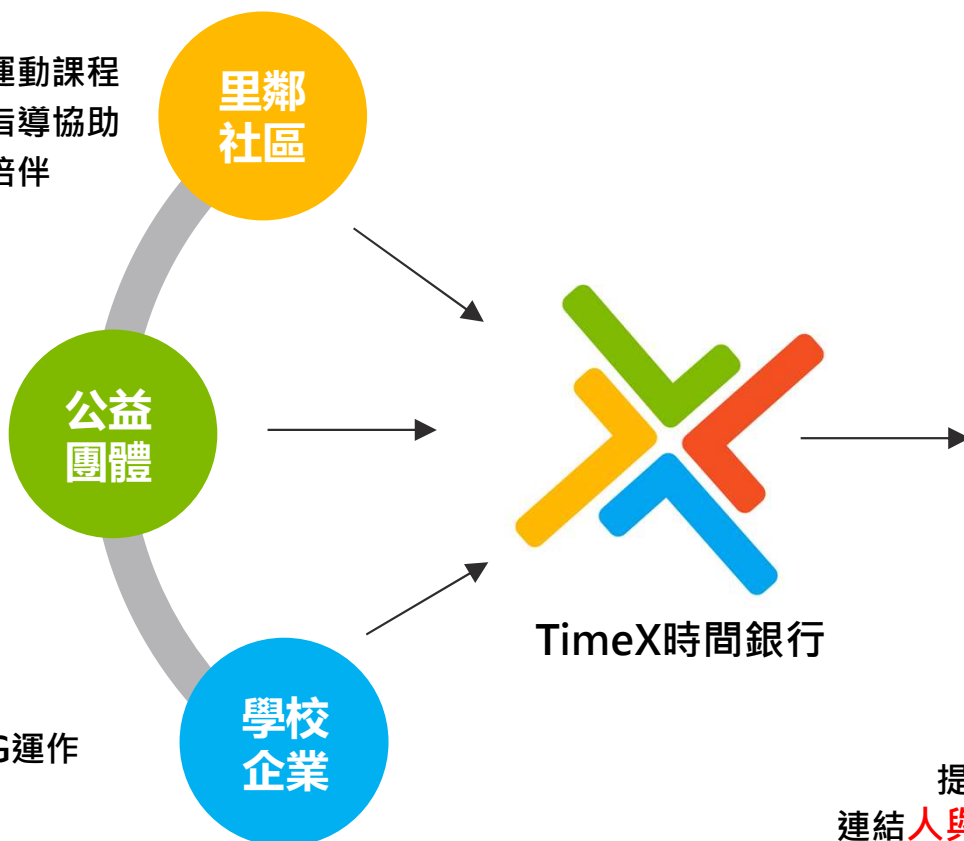 運動課程
指導協助
陪伴
里鄰
社區
公益
團體
TimeX時間銀行
學校
企業
G運作
提
連結人與